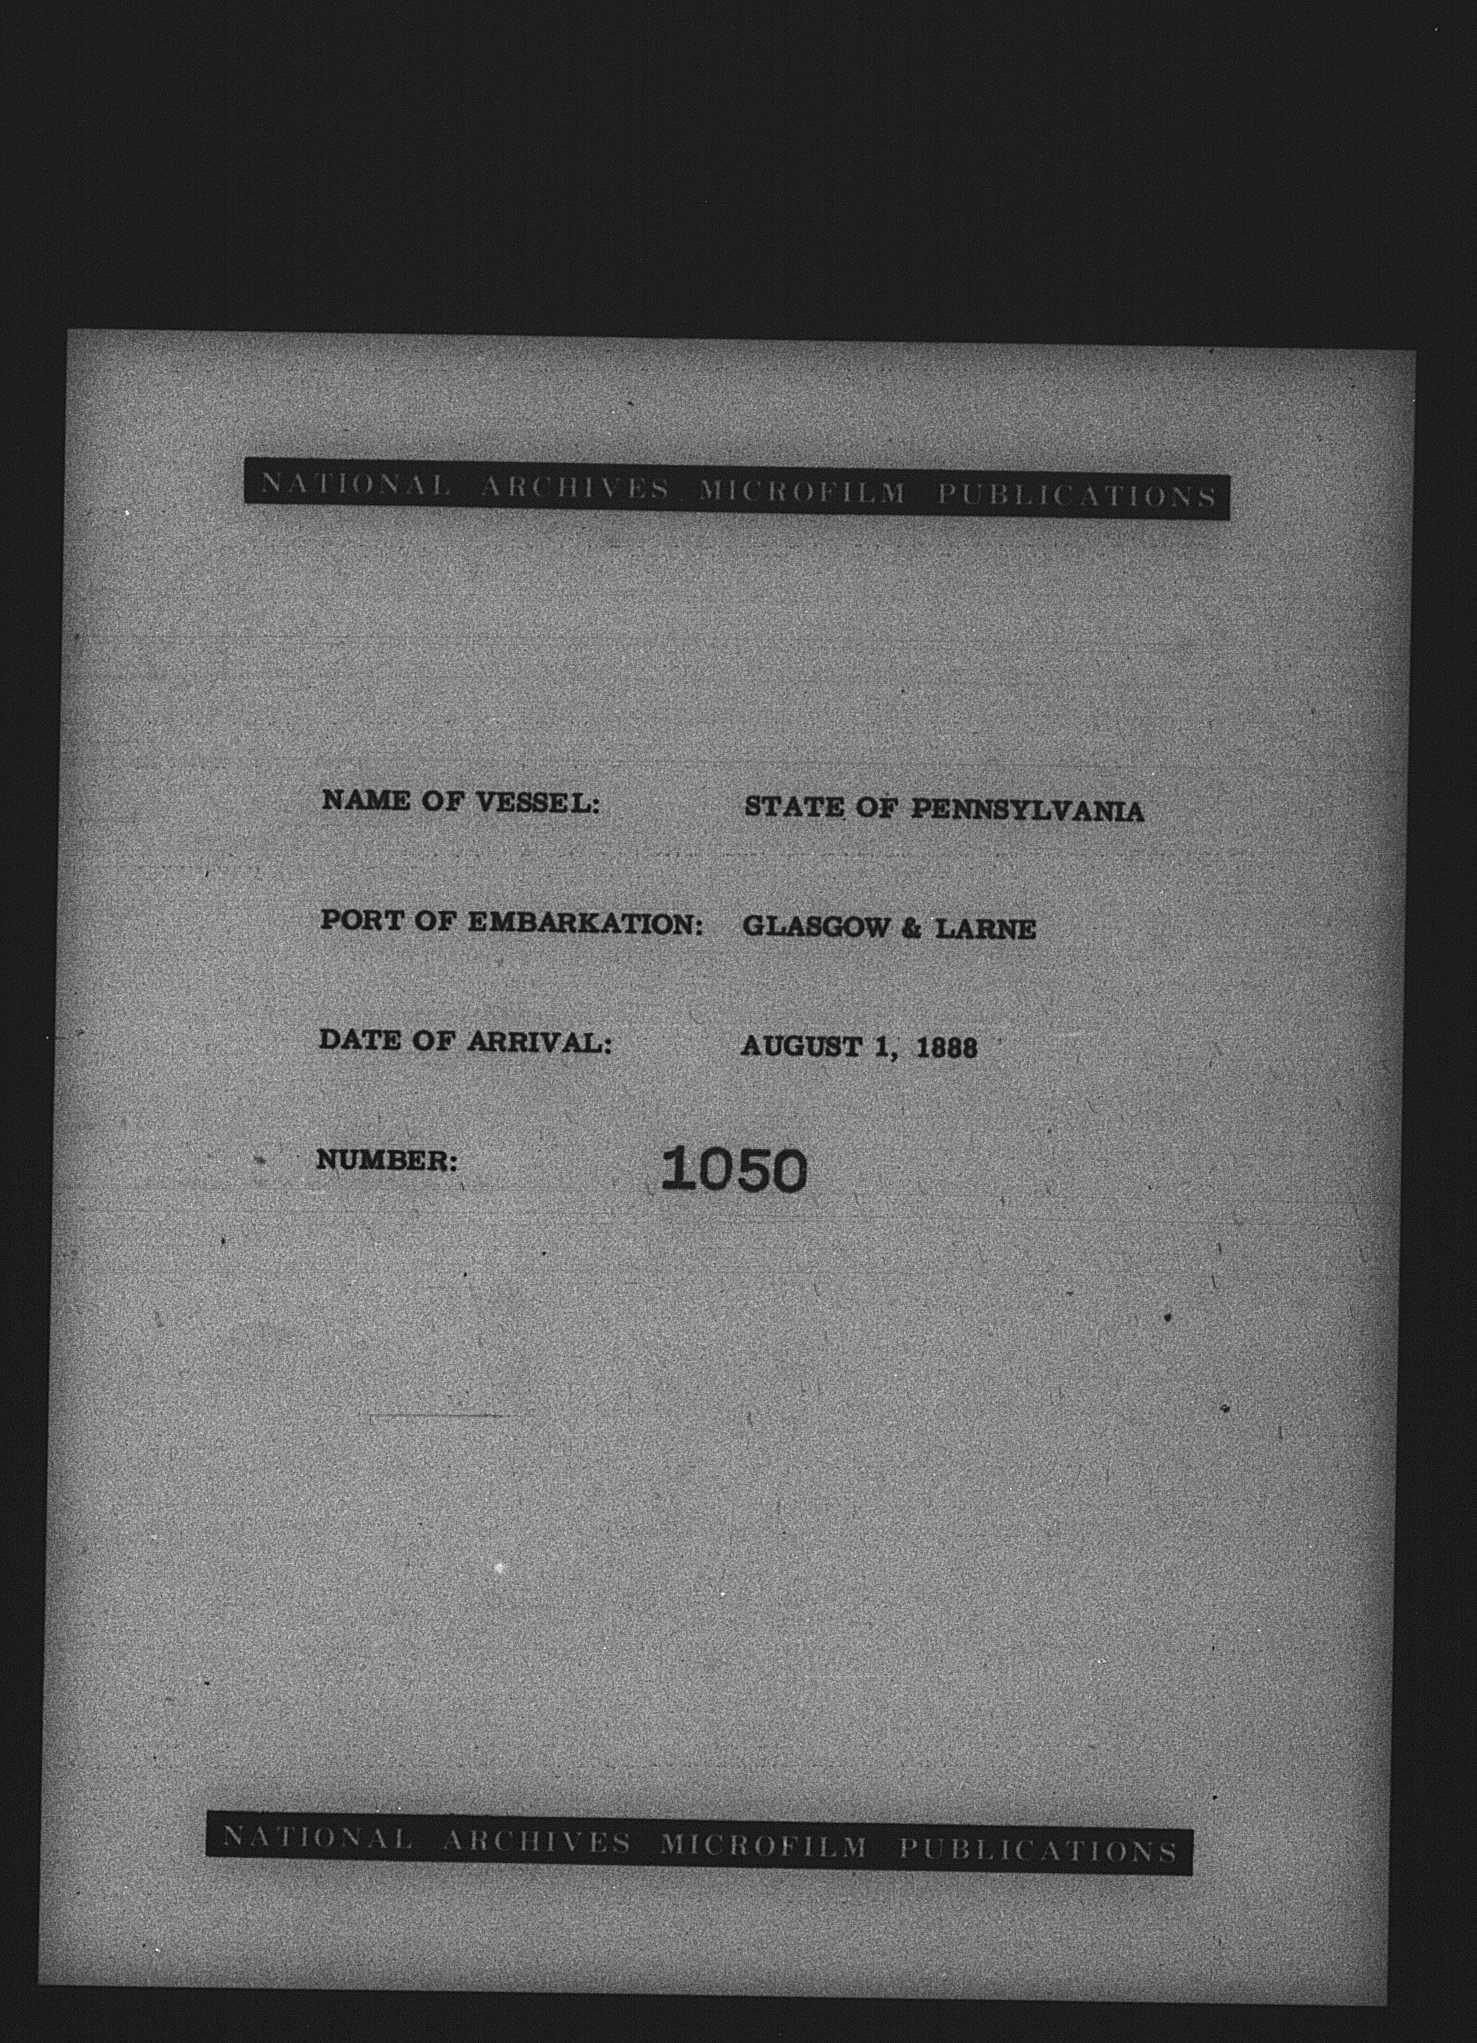 NATIONAL ARCHIVES MICROFILM PUBLICATIONS
NAME OF VESSEL: STATE OF PENNSYLVANIA
PORT OF EMBARKATION: GLASGOW & LARNE
DATE OF ARRIVAL: AUGUST 1, 1888
NUMBER: 1050
NATIONAL ARCHIVES MICROFILM PUBLICATIONS